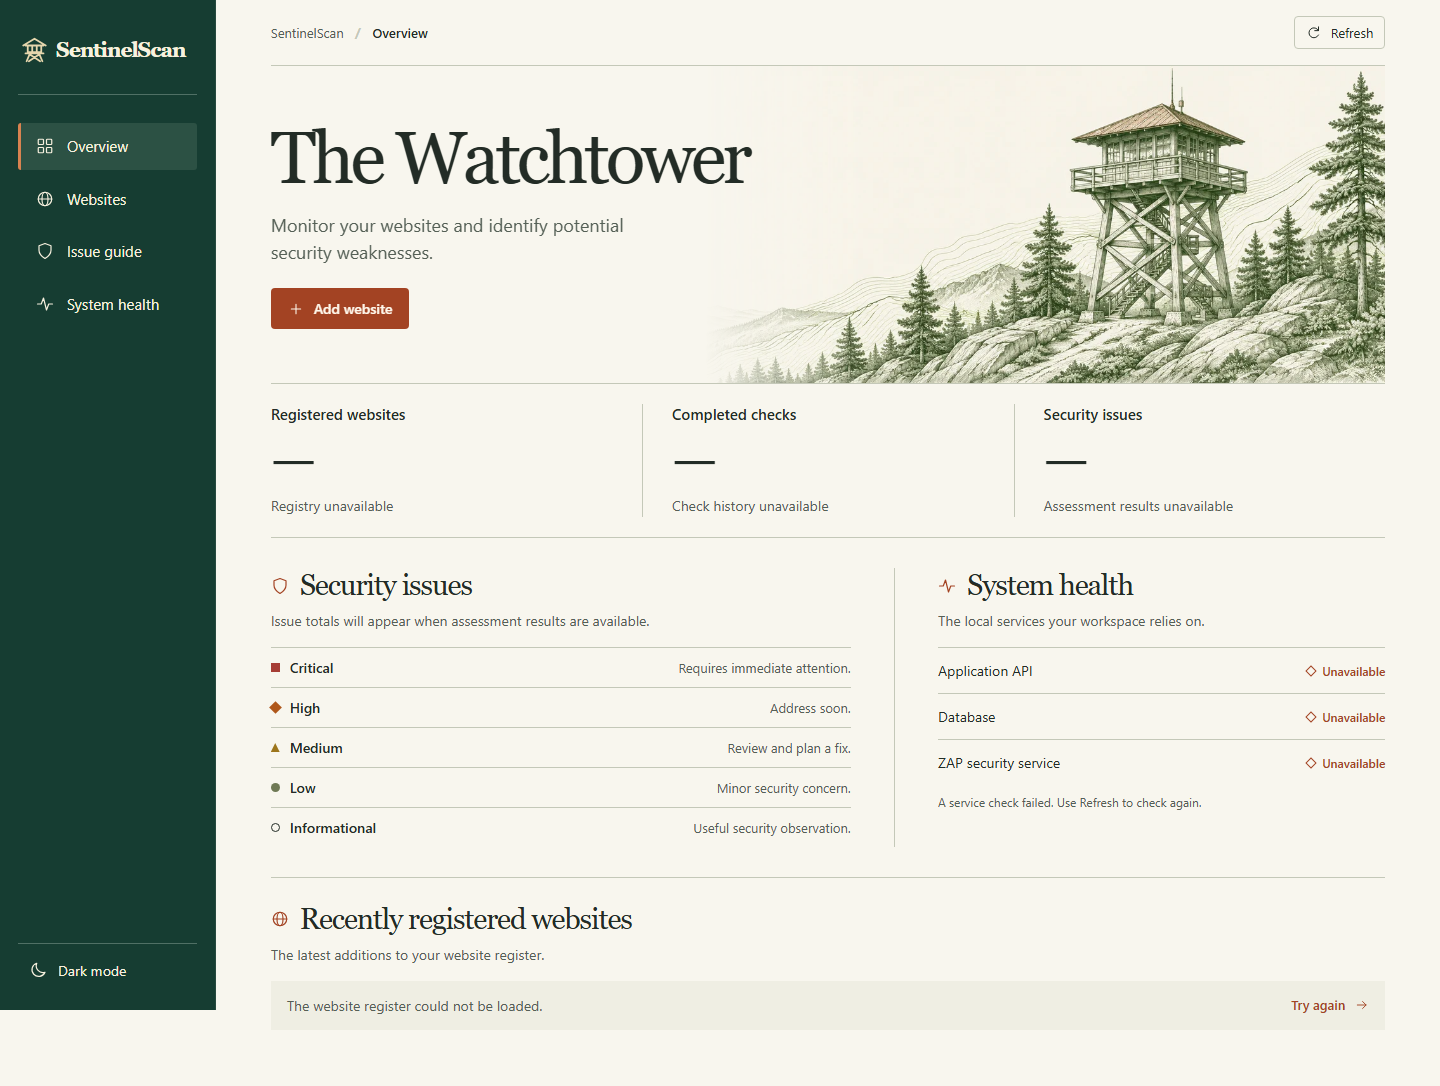 SentinelScan
Overview
Websites
Issue guide
System health
Dark mode
SentinelScan / Overview
Refresh
The Watchtower
Monitor your websites and identify potential
security weaknesses.
+ Add website
Registered websites
—
Registry unavailable
Completed checks
—
Check history unavailable
Security issues
—
Assessment results unavailable
Security issues
Issue totals will appear when assessment results are available.
Critical Requires immediate attention.
High Address soon.
Medium Review and plan a fix.
Low Minor security concern.
Informational Useful security observation.
System health
The local services your workspace relies on.
Application API Unavailable
Database Unavailable
ZAP security service Unavailable
A service check failed. Use Refresh to check again.
Recently registered websites
The latest additions to your website register.
The website register could not be loaded. Try again →